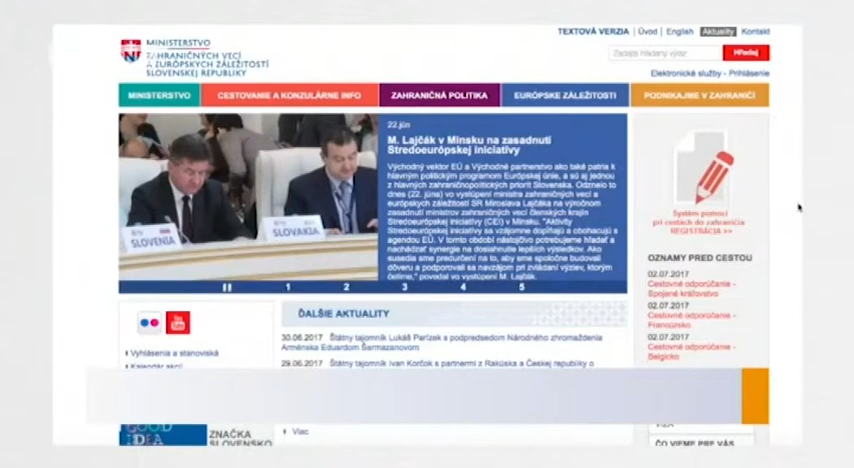 TEXTOVÁ VERZIA | Úvod | English | Aktuality | Kontakt
MINISTERSTVO
ZAHRANIČNÝCH VECÍ
A EURÓPSKYCH ZÁLEŽITOSTÍ
SLOVENSKEJ REPUBLIKY
Zadajte hľadaný výraz
Hľadaj
Elektronické služby - Prihlásenie
MINISTERSTVO
CESTOVANIE A KONZULÁRNE INFO
ZAHRANIČNÁ POLITIKA
EURÓPSKE ZÁLEŽITOSTI
PODNIKAJME V ZAHRANIČÍ
22.jún
M. Lajčák v Minsku na zasadnutí
Stredoeurópskej iniciatívy
Východný vektor EÚ a Východné partnerstvo ako také patria k
hlavným politickým programom Európskej únie, a sú aj jednou
z hlavných zahraničnopolitických priorít Slovenska. Odznelo to
dnes (22. júna) vo vystúpení ministra zahraničných vecí a
európskych záležitostí SR Miroslava Lajčáka na výročnom
zasadnutí ministrov zahraničných vecí členských krajín
Stredoeurópskej iniciatívy (CEI) v Minsku. "Aktivity
Stredoeurópskej iniciatívy sa vzájomne dopĺňajú a obohacujú s
agendou EÚ. V tomto období nástojčivo potrebujeme hľadať a
nachádzať synergie na dosiahnutie lepších výsledkov. Ako
susedia sme predurčení na to, aby sme spoločne budovali
dôveru a podporovali sa navzájom pri zvládaní výziev, ktorým
čelíme," povedal vo vystúpení M. Lajčák.
SLOVENIA
SLOVAKIA
1 2 3 4 5
Systém pomoci
pri cestách do zahraničia
REGISTRÁCIA >>
OZNAMY PRED CESTOU
02.07.2017
Cestovné odporúčanie -
Spojené kráľovstvo
02.07.2017
Cestovné odporúčanie -
Francúzsko
02.07.2017
Cestovné odporúčanie -
Belgicko
You
Tube
Vyhlásenia a stanoviská
Kalendár akcií
ĎALŠIE AKTUALITY
30.06.2017 Štátny tajomník Lukáš Parízek s podpredsedom Národného zhromaždenia
Arménska Eduardom Šarmazanovom
29.06.2017 Štátny tajomník Ivan Korčok s partnermi z Rakúska a Českej republiky o
GOOD
IDEA
ZNAČKA
SLOVENSKO
Viac
VÍZA
ČO VIEME PRE VÁS